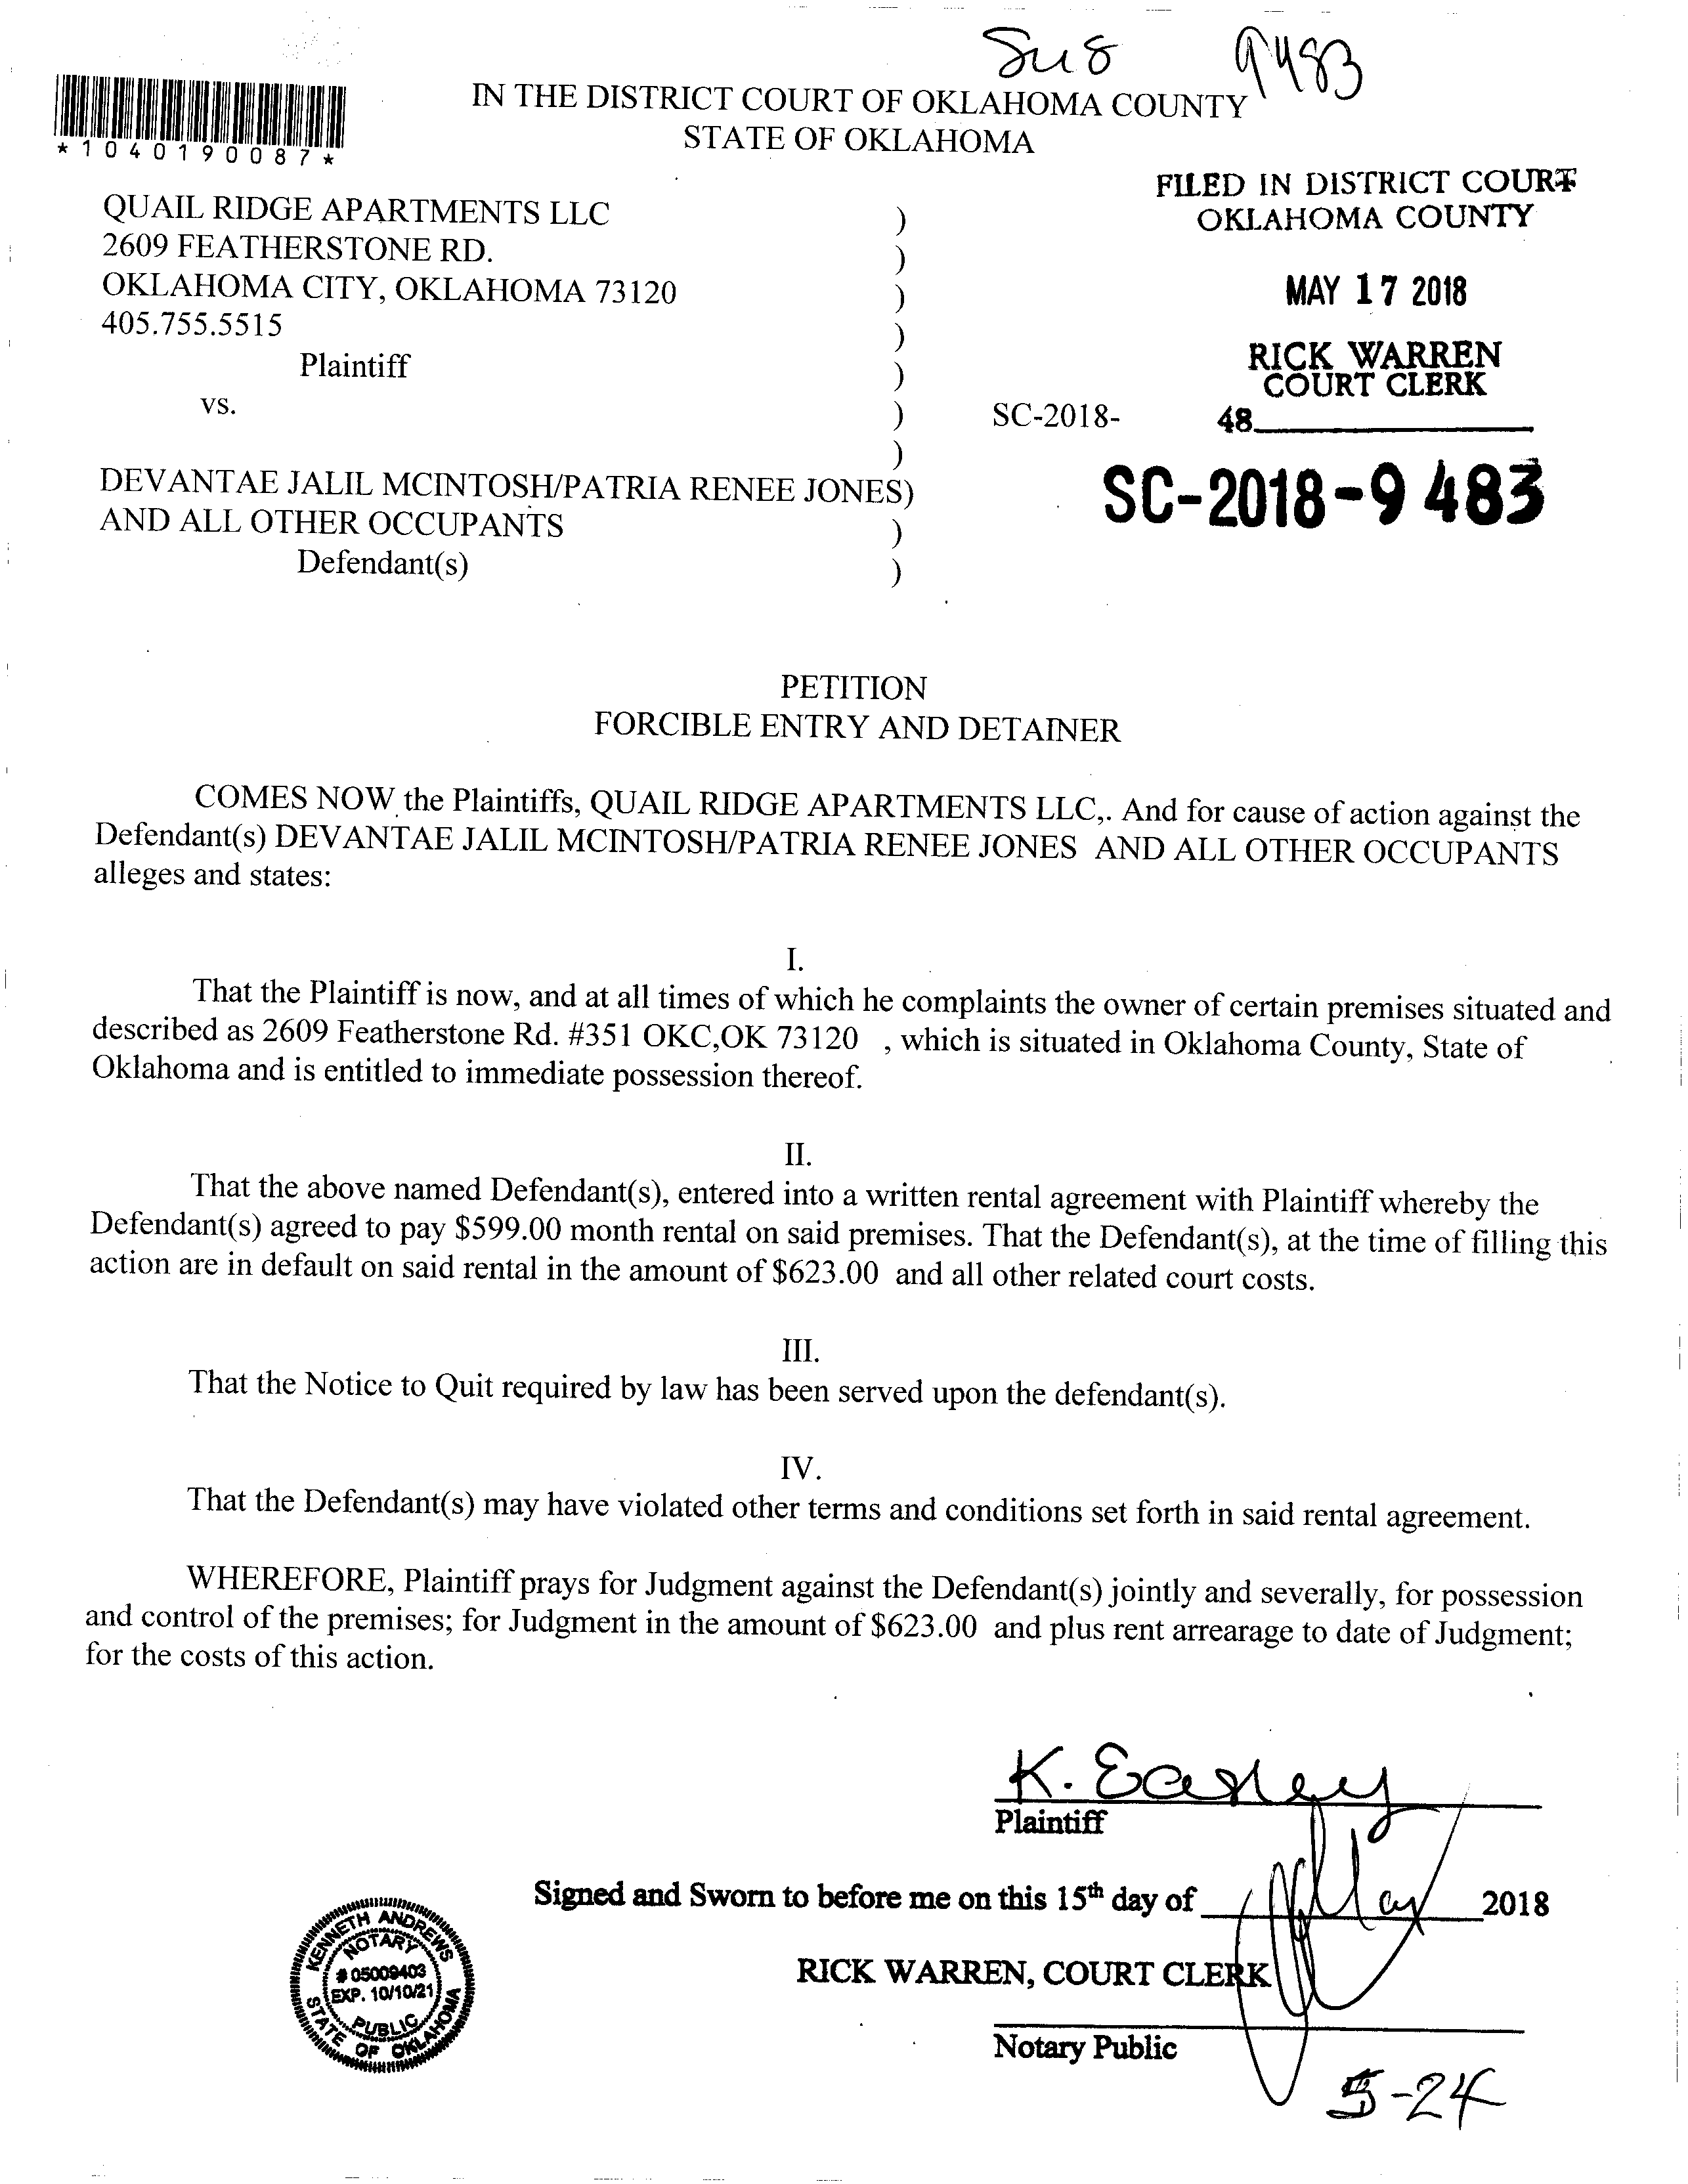 Su8 9483
*1040190087*
IN THE DISTRICT COURT OF OKLAHOMA COUNTY
STATE OF OKLAHOMA
FILED IN DISTRICT COURT
OKLAHOMA COUNTY
MAY 17 2018
RICK WARREN
COURT CLERK
48
QUAIL RIDGE APARTMENTS LLC )
2609 FEATHERSTONE RD. )
OKLAHOMA CITY, OKLAHOMA 73120 )
405.755.5515 )
Plaintiff )
vs. ) SC-2018-
)
SC-2018-9483
DEVANTAE JALIL MCINTOSH/PATRIA RENEE JONES)
AND ALL OTHER OCCUPANTS )
Defendant(s) )
PETITION
FORCIBLE ENTRY AND DETAINER
COMES NOW the Plaintiffs, QUAIL RIDGE APARTMENTS LLC,. And for cause of action against the
Defendant(s) DEVANTAE JALIL MCINTOSH/PATRIA RENEE JONES AND ALL OTHER OCCUPANTS
alleges and states:
I.
That the Plaintiff is now, and at all times of which he complaints the owner of certain premises situated and
described as 2609 Featherstone Rd. #351 OKC,OK 73120 , which is situated in Oklahoma County, State of
Oklahoma and is entitled to immediate possession thereof.
II.
That the above named Defendant(s), entered into a written rental agreement with Plaintiff whereby the
Defendant(s) agreed to pay $599.00 month rental on said premises. That the Defendant(s), at the time of filling this
action are in default on said rental in the amount of $623.00 and all other related court costs.
III.
That the Notice to Quit required by law has been served upon the defendant(s).
IV.
That the Defendant(s) may have violated other terms and conditions set forth in said rental agreement.
WHEREFORE, Plaintiff prays for Judgment against the Defendant(s) jointly and severally, for possession
and control of the premises; for Judgment in the amount of $623.00 and plus rent arrearage to date of Judgment;
for the costs of this action.
K. Easley
Plaintiff
Signed and Sworn to before me on this 15th day of May 2018
RICK WARREN, COURT CLERK
Notary Public
KENNETH ANDREWS
NOTARY
# 05009403
EXP. 10/10/21
PUBLIC
STATE OF OKLAHOMA
5-24